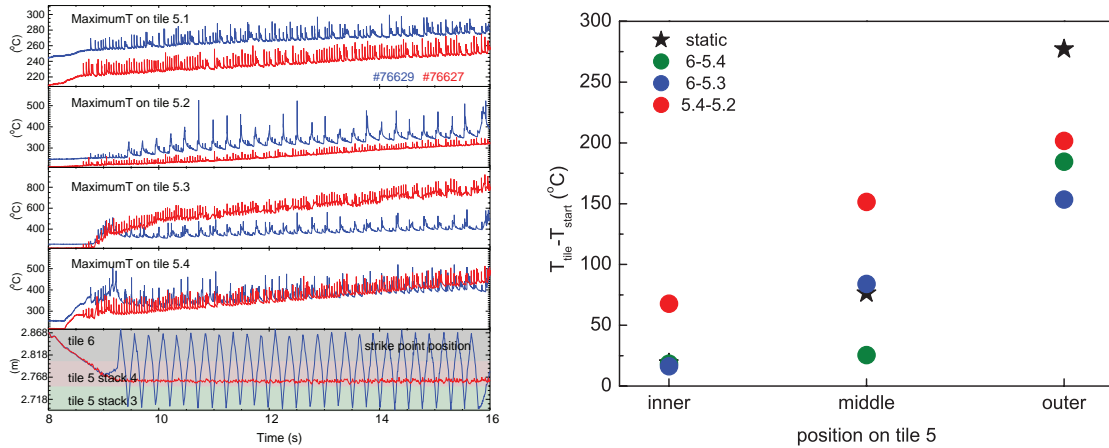 MaximumT on tile 5.1
300
280
260
240
220
(°C)
#76629 #76627
MaximumT on tile 5.2
500
400
300
(°C)
MaximumT on tile 5.3
800
600
400
(°C)
MaximumT on tile 5.4
500
400
300
(°C)
tile 6
strike point position
tile 5 stack 4
tile 5 stack 3
2.868
2.818
2.768
2.718
(m)
8 10 12 14 16
Time (s)
static
6-5.4
6-5.3
5.4-5.2
300
250
200
150
100
50
0
T_tile-T_start (°C)
inner middle outer
position on tile 5